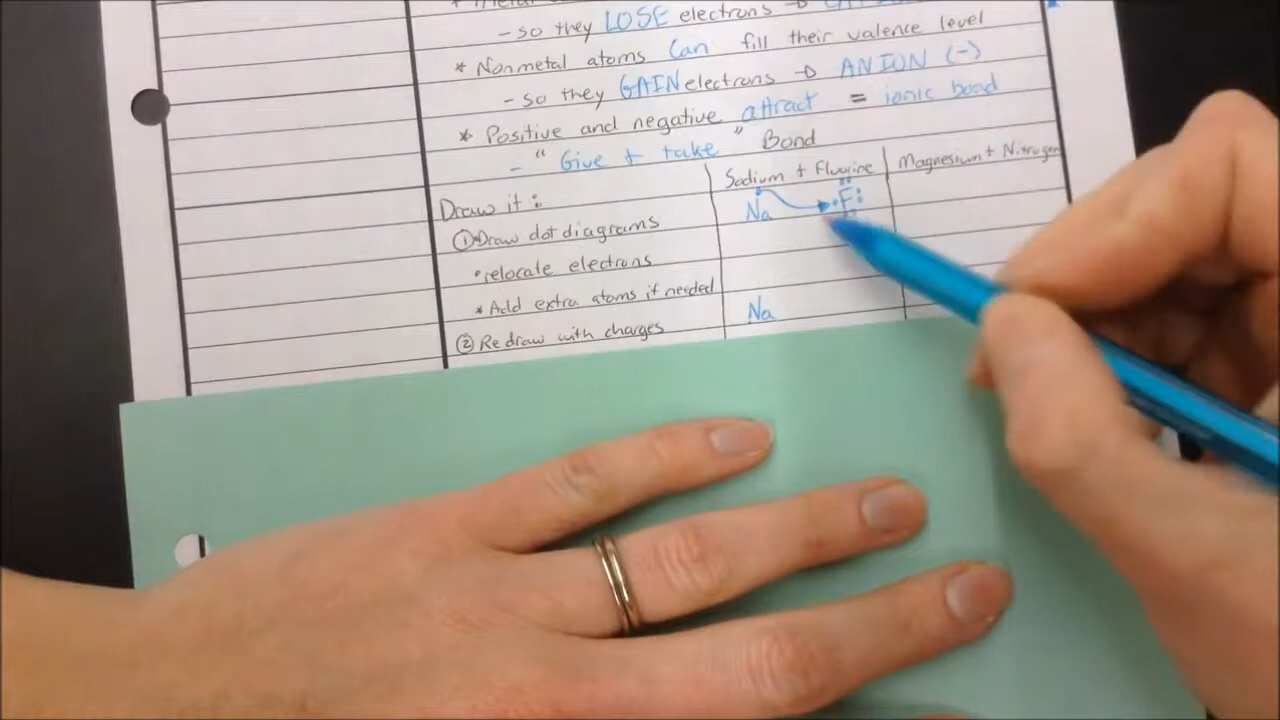 - so they LOSE electrons →
* Nonmetal atoms Can fill their valence level
- so they GAIN electrons → ANION (-)
* Positive and negative attract = ionic bond
- "Give + take" Bond
Draw it:
Sodium + Fluorine
Magnesium + Nitrogen
① Draw dot diagrams
Na F
• relocate electrons
* Add extra atoms if needed
② Redraw with charges
Na